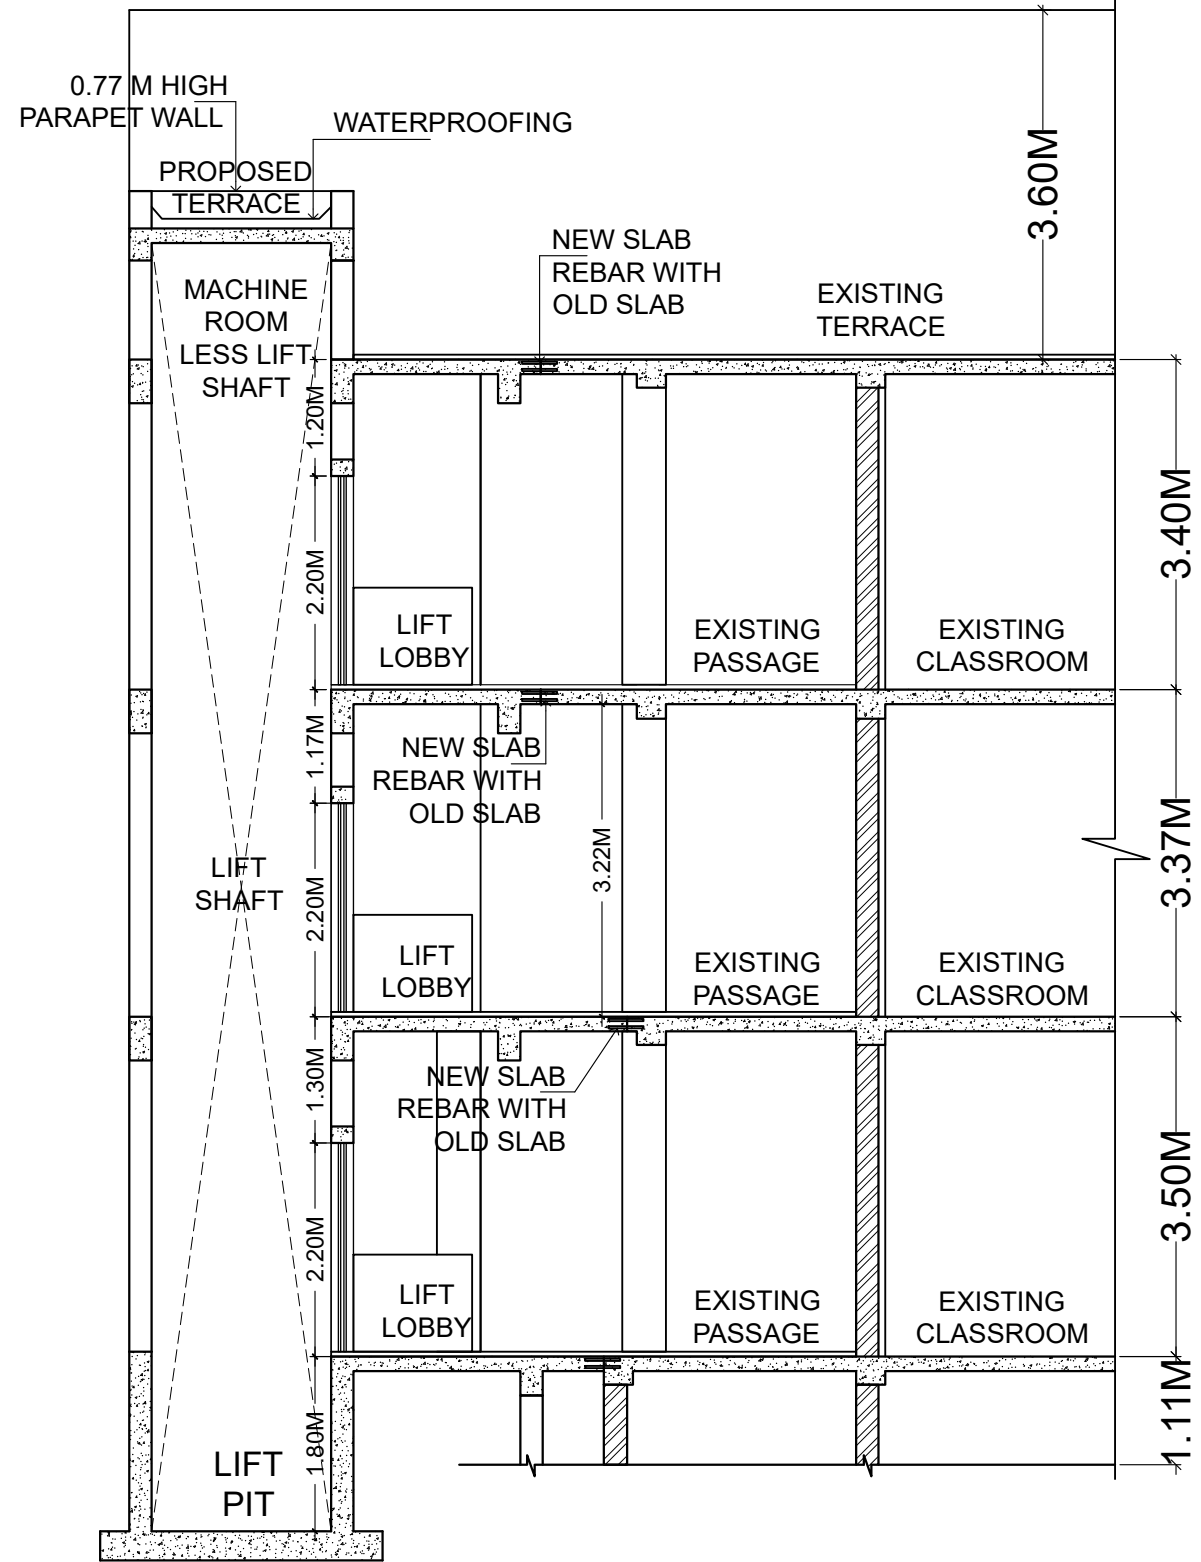 0.77 M HIGH
PARAPET WALL
WATERPROOFING
PROPOSED
TERRACE
3.60M
NEW SLAB
REBAR WITH
OLD SLAB
EXISTING
TERRACE
MACHINE
ROOM
LESS LIFT
SHAFT
1.20M
3.40M
2.20M
LIFT
LOBBY
EXISTING
PASSAGE
EXISTING
CLASSROOM
1.17M
NEW SLAB
REBAR WITH
OLD SLAB
3.22M
3.37M
LIFT
SHAFT
2.20M
LIFT
LOBBY
EXISTING
PASSAGE
EXISTING
CLASSROOM
1.30M
NEW SLAB
REBAR WITH
OLD SLAB
3.50M
2.20M
LIFT
LOBBY
EXISTING
PASSAGE
EXISTING
CLASSROOM
1.80M
1.11M
LIFT
PIT